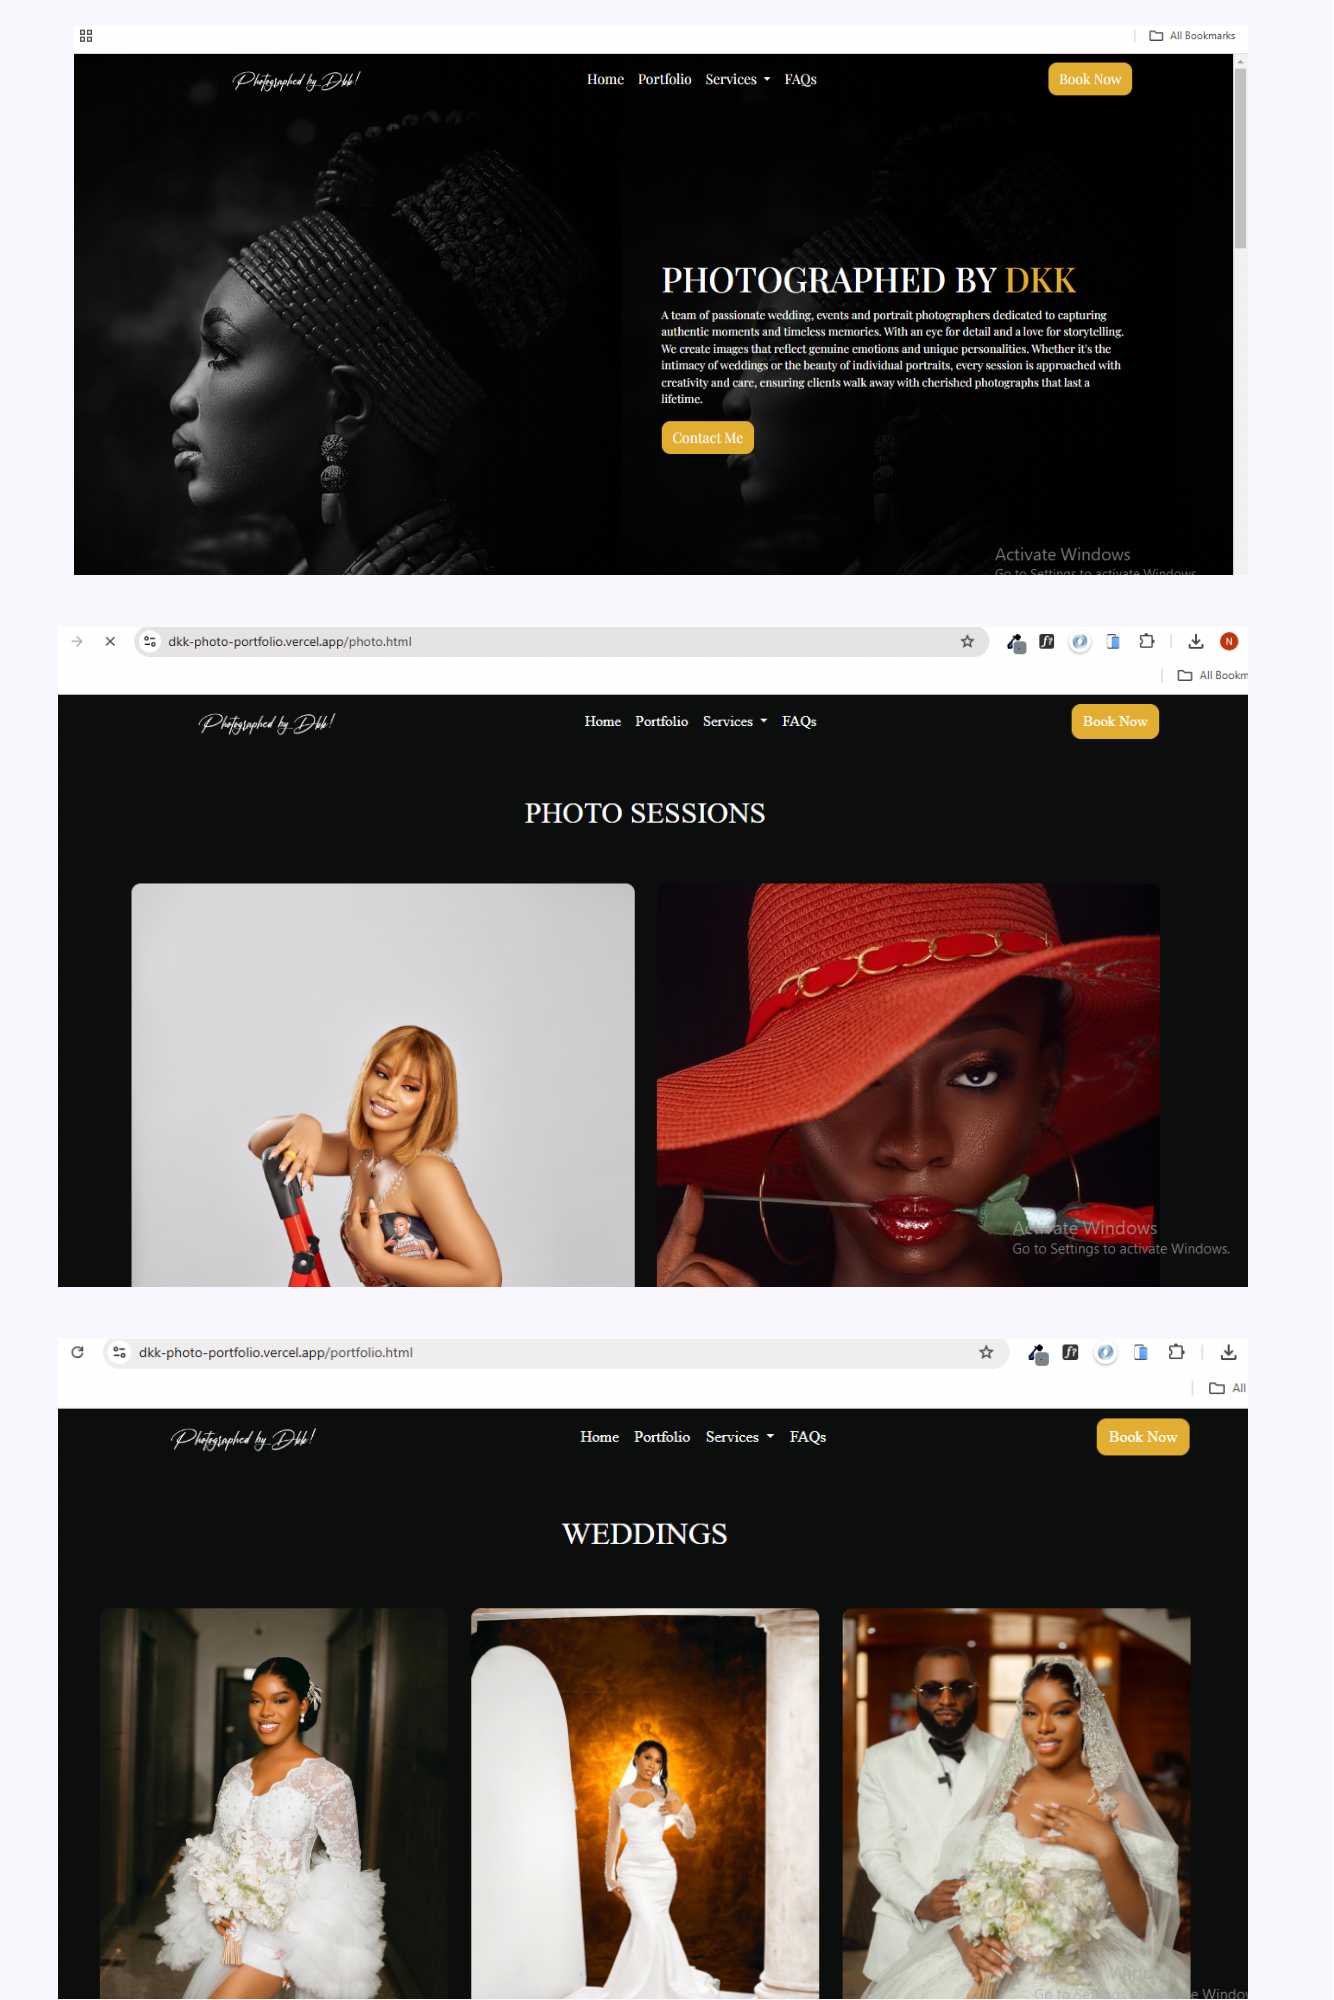 All Bookmarks
Photographed by Dkk!
Home Portfolio Services FAQs
Book Now
PHOTOGRAPHED BY DKK
A team of passionate wedding, events and portrait photographers dedicated to capturing
authentic moments and timeless memories. With an eye for detail and a love for storytelling.
We create images that reflect genuine emotions and unique personalities. Whether it's the
intimacy of weddings or the beauty of individual portraits, every session is approached with
creativity and care, ensuring clients walk away with cherished photographs that last a
lifetime.
Contact Me
Activate Windows
Go to Settings to activate Windows
dkk-photo-portfolio.vercel.app/photo.html
f?
N
All Bookm
Photographed by Dkk!
Home Portfolio Services FAQs
Book Now
PHOTO SESSIONS
Activate Windows
Go to Settings to activate Windows.
dkk-photo-portfolio.vercel.app/portfolio.html
f?
All
Photographed by Dkk!
Home Portfolio Services FAQs
Book Now
WEDDINGS
Go to Se
e Windo